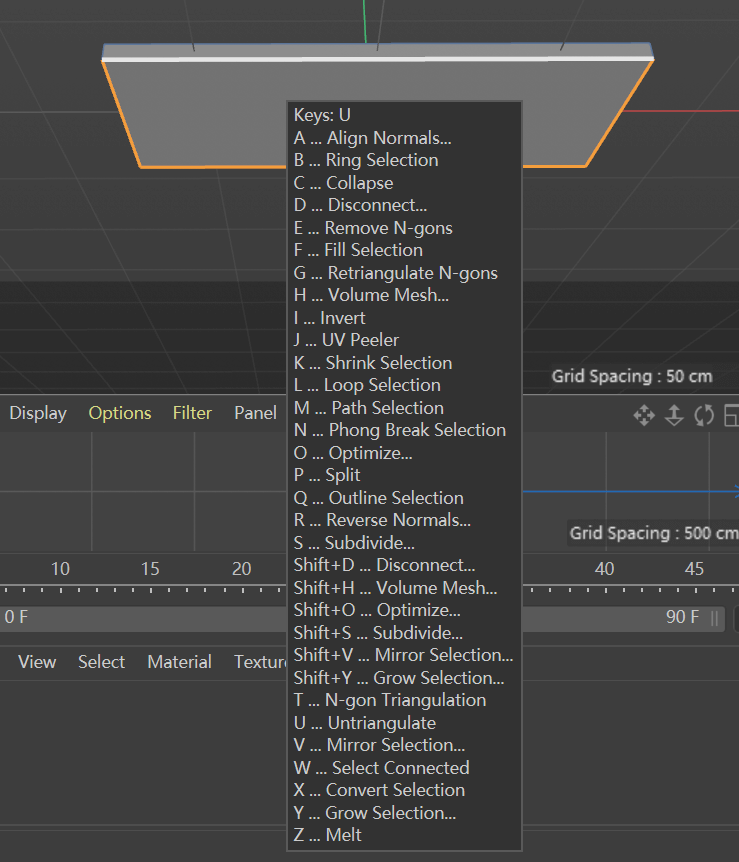 Keys: U
A ... Align Normals...
B ... Ring Selection
C ... Collapse
D ... Disconnect...
E ... Remove N-gons
F ... Fill Selection
G ... Retriangulate N-gons
H ... Volume Mesh...
I ... Invert
J ... UV Peeler
K ... Shrink Selection
L ... Loop Selection
M ... Path Selection
N ... Phong Break Selection
O ... Optimize...
P ... Split
Q ... Outline Selection
R ... Reverse Normals...
S ... Subdivide...
Shift+D ... Disconnect...
Shift+H ... Volume Mesh...
Shift+O ... Optimize...
Shift+S ... Subdivide...
Shift+V ... Mirror Selection...
Shift+Y ... Grow Selection...
T ... N-gon Triangulation
U ... Untriangulate
V ... Mirror Selection...
W ... Select Connected
X ... Convert Selection
Y ... Grow Selection...
Z ... Melt
Grid Spacing : 50 cm
Display Options Filter Panel
Grid Spacing : 500 cm
10 15 20 40 45
0 F 90 F
View Select Material Texture